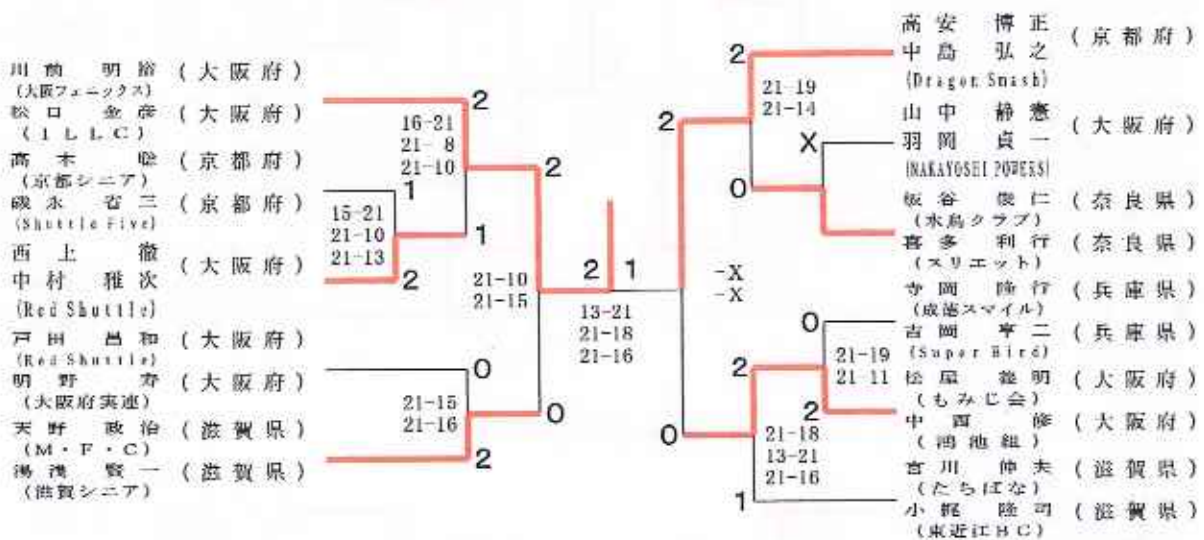 川前 明裕 (大阪府)
(大阪フェニックス)
松口 金彦 (大阪府)
(ILLC)
高木 聡 (京都府)
(京都シニア)
磯永 省三 (京都府)
(Shuttle Five)
西上 徹
中村 雅次 (大阪府)
(Red Shuttle)
戸田 昌和 (大阪府)
(Red Shuttle)
明野 寿 (大阪府)
(大阪府実連)
天野 政治 (滋賀県)
(M・F・C)
湯浅 賢一 (滋賀県)
(滋賀シニア)
2
16-21
21- 8
21-10
1
15-21
21-10
21-13
2
1
2
21-10
21-15
0
21-15
21-16
2
0
2 1
13-21
21-18
21-16
2
-X
-X
0
2
21-19
21-14
X
0
0
21-19
21-11
2
2
21-18
13-21
21-16
1
高安 博正
中島 弘之 (京都府)
(Dragon Smash)
山中 静憲
羽岡 貞一 (大阪府)
(NAKAYOSHI POWERS)
板谷 俊仁 (奈良県)
(水鳥クラブ)
喜多 利行 (奈良県)
(スリエット)
寺岡 隆行 (兵庫県)
(成徳スマイル)
吉岡 亨二 (兵庫県)
(Super Bird)
松屋 義明 (大阪府)
(もみじ会)
中西 修 (大阪府)
(鴻池組)
吉川 伸夫 (滋賀県)
(たちばな)
小梶 隆司 (滋賀県)
(東近江BC)